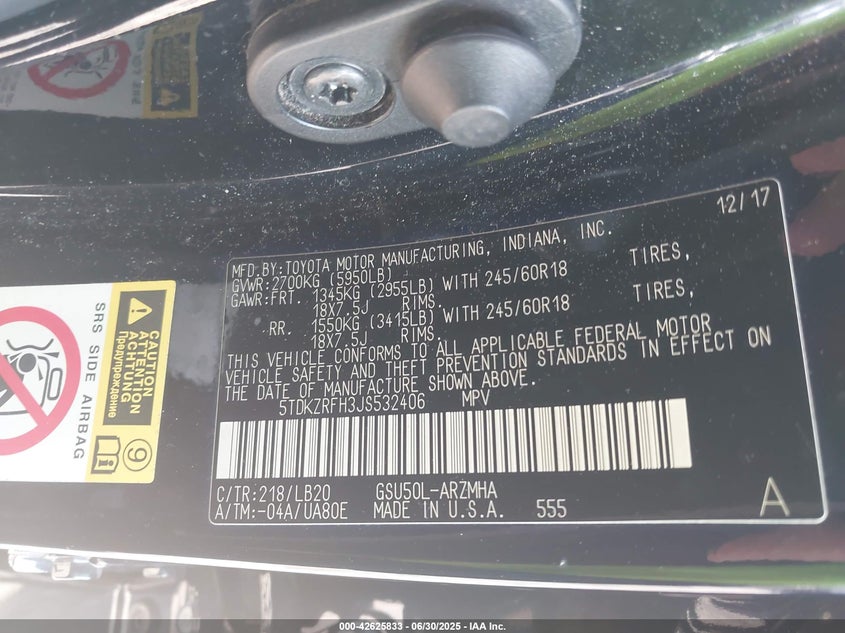 12/17
MFD.BY:TOYOTA MOTOR MANUFACTURING, INDIANA, INC.
GVWR:2700KG (5950LB)
GAWR:FRT. 1345KG (2955LB) WITH 245/60R18 TIRES,
18X7.5J RIMS.
RR. 1550KG (3415LB) WITH 245/60R18 TIRES,
18X7.5J RIMS.
THIS VEHICLE CONFORMS TO ALL APPLICABLE FEDERAL MOTOR
VEHICLE SAFETY AND THEFT PREVENTION STANDARDS IN EFFECT ON
THE DATE OF MANUFACTURE SHOWN ABOVE.
5TDKZRFH3JS532406 MPV
C/TR:218/LB20 GSU50L-ARZMHA
A/TM:-04A/UA80E MADE IN U.S.A. 555 A
SRS SIDE AIRBAG
CAUTION
ATTENTION
ACHTUNG
Предупреждение
9
000-42625833 - 06/30/2025 - IAA Inc.